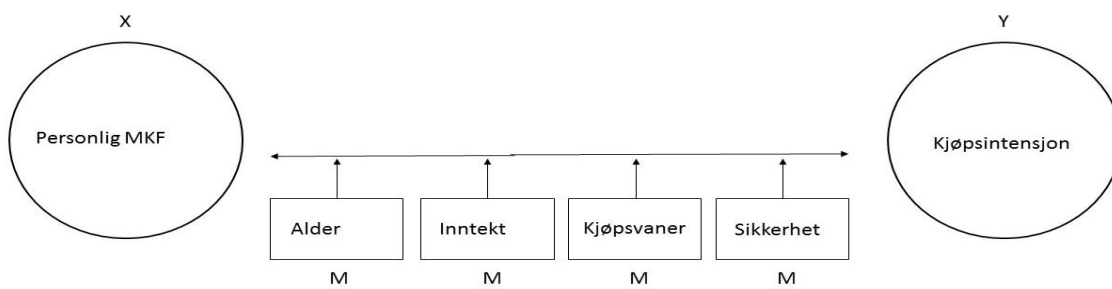 X
Y
Personlig MKF
Kjøpsintensjon
Alder
Inntekt
Kjøpsvaner
Sikkerhet
M
M
M
M